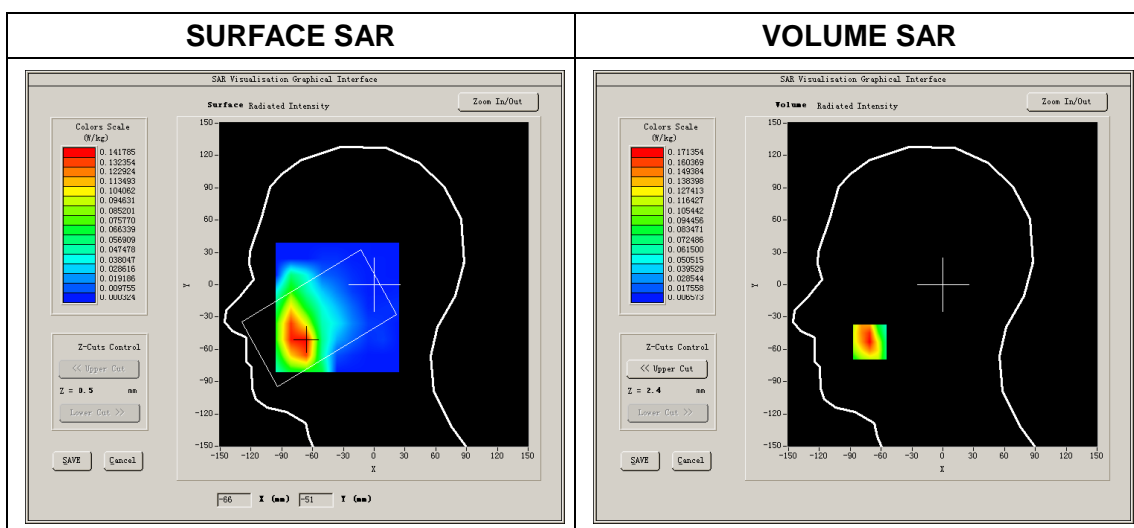 SURFACE SAR
VOLUME SAR
SAR Visualisation Graphical Interface
Surface Radiated Intensity
Zoom In/Out
Colors Scale
(W/kg)
0.141785
0.132354
0.122924
0.113493
0.104062
0.094631
0.085201
0.075770
0.066339
0.056909
0.047478
0.038047
0.028616
0.019186
0.009755
0.000324
150
120
90
60
30
0
-30
-60
-90
-120
-150
Y
-150 -120 -90 -60 -30 0 30 60 90 120 150
X
Z-Cuts Control
<< Upper Cut
Z = 0.5 mm
Lower Cut >>
SAVE Cancel
-66 X (mm) -51 Y (mm)
SAR Visualisation Graphical Interface
Volume Radiated Intensity
Zoom In/Out
Colors Scale
(W/kg)
0.171354
0.160369
0.149384
0.138398
0.127413
0.116427
0.105442
0.094456
0.083471
0.072486
0.061500
0.050515
0.039529
0.028544
0.017558
0.006573
150
120
90
60
30
0
-30
-60
-90
-120
-150
Y
-150 -120 -90 -60 -30 0 30 60 90 120 150
X
Z-Cuts Control
<< Upper Cut
Z = 2.4 mm
Lower Cut >>
SAVE Cancel